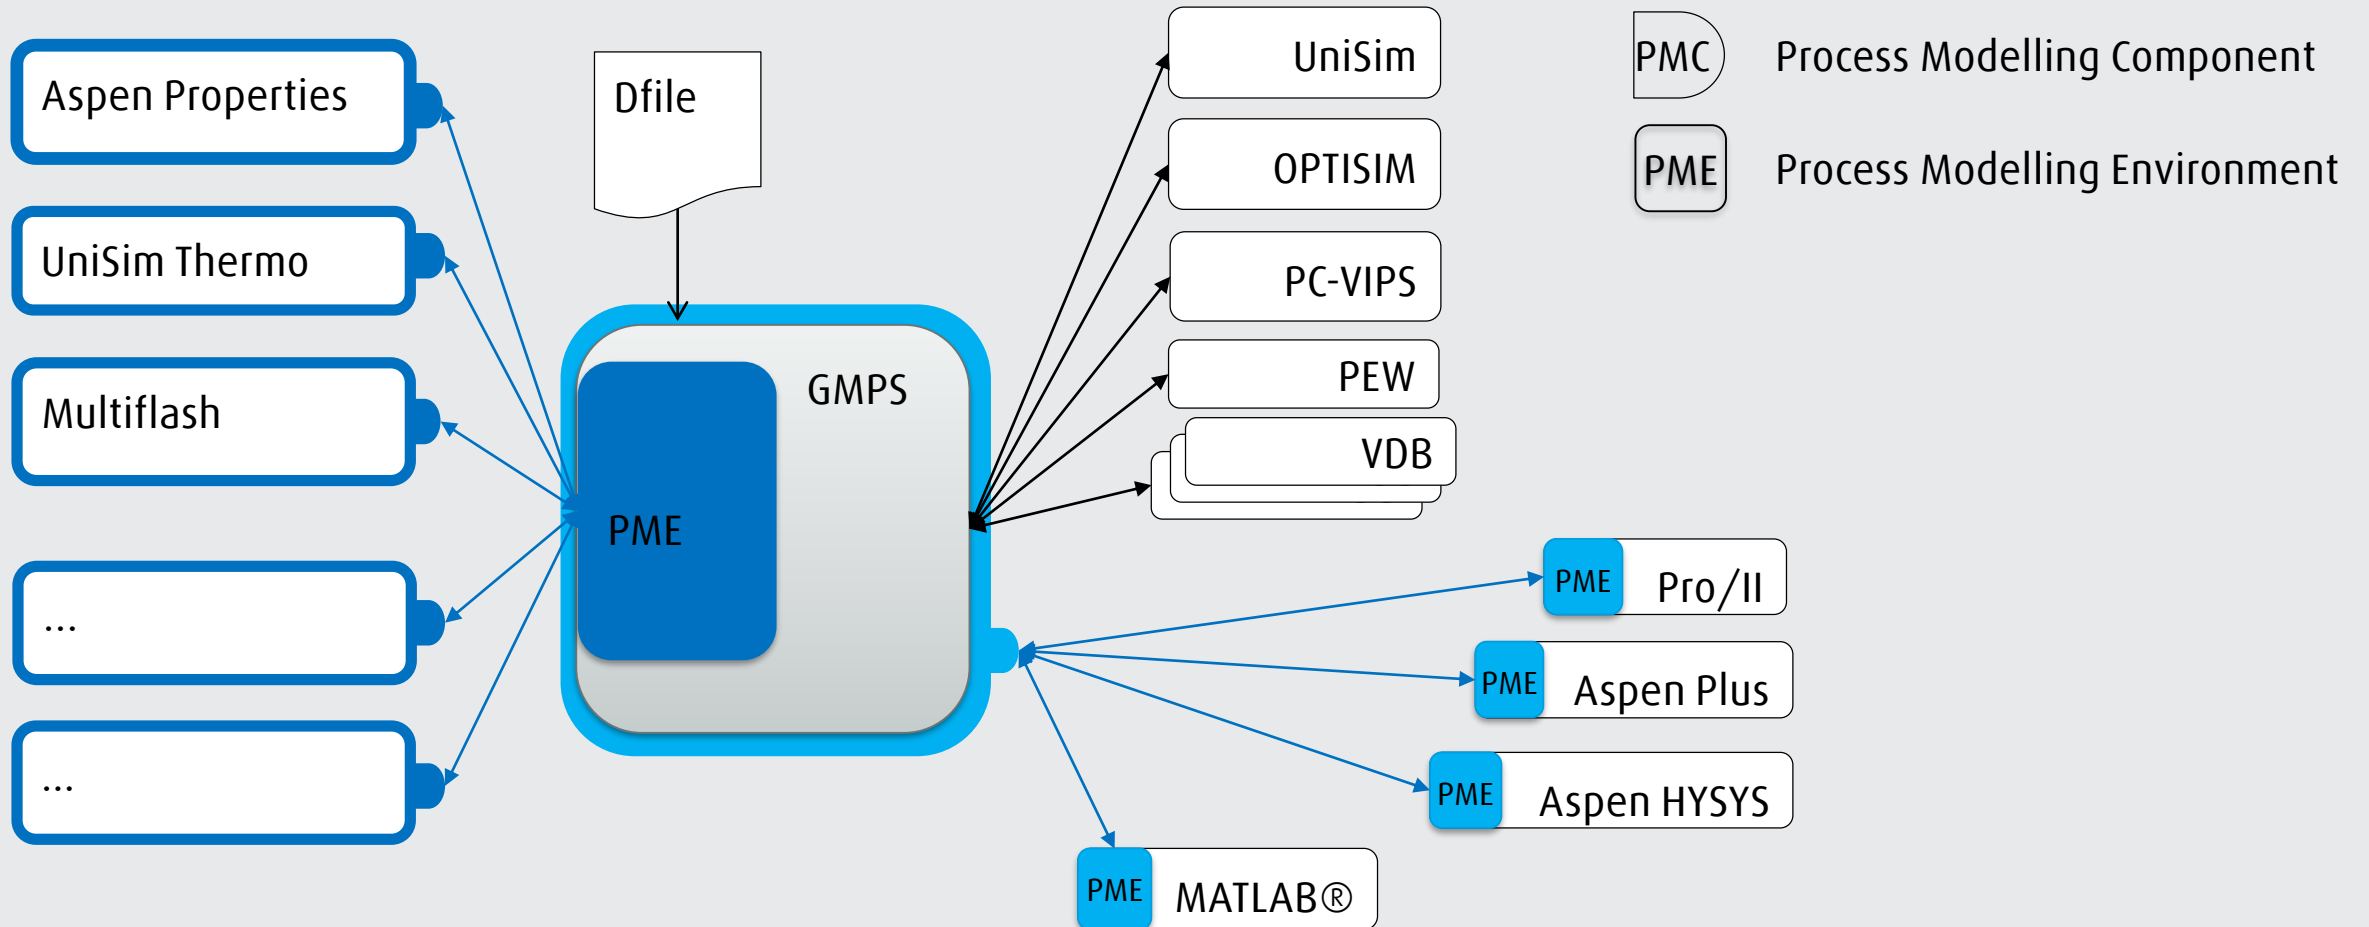 Aspen Properties
UniSim Thermo
Multiflash
...
...
Dfile
GMPS
PME
UniSim
OPTISIM
PC-VIPS
PEW
VDB
PME Pro/II
PME Aspen Plus
PME Aspen HYSYS
PME MATLAB®
PMC Process Modelling Component
PME Process Modelling Environment